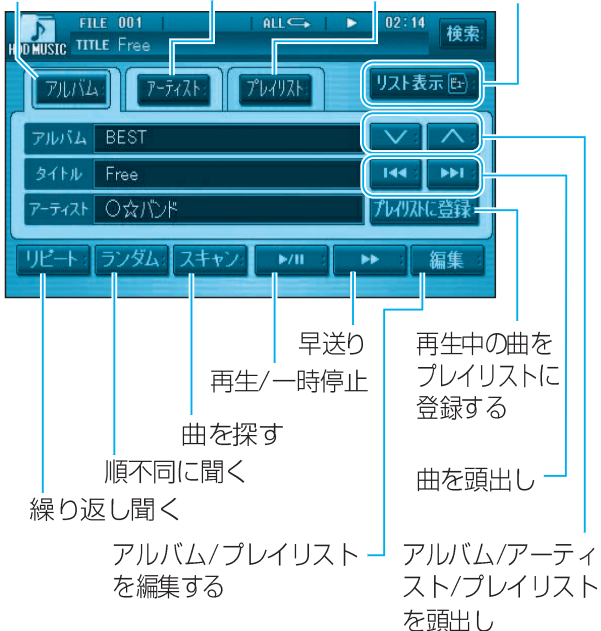 FILE 001 ALL 02:14
HDD MUSIC TITLE Free 検索
アルバム アーティスト プレイリスト リスト表示
アルバム BEST
タイトル Free
アーティスト ○☆バンド プレイリストに登録
リピート ランダム スキャン ▶/II ▶▶ 編集
早送り
再生/一時停止
曲を探す
順不同に聞く
繰り返し聞く
再生中の曲を
プレイリストに
登録する
曲を頭出し
アルバム/プレイリスト
を編集する
アルバム/アーティ
スト/プレイリスト
を頭出し